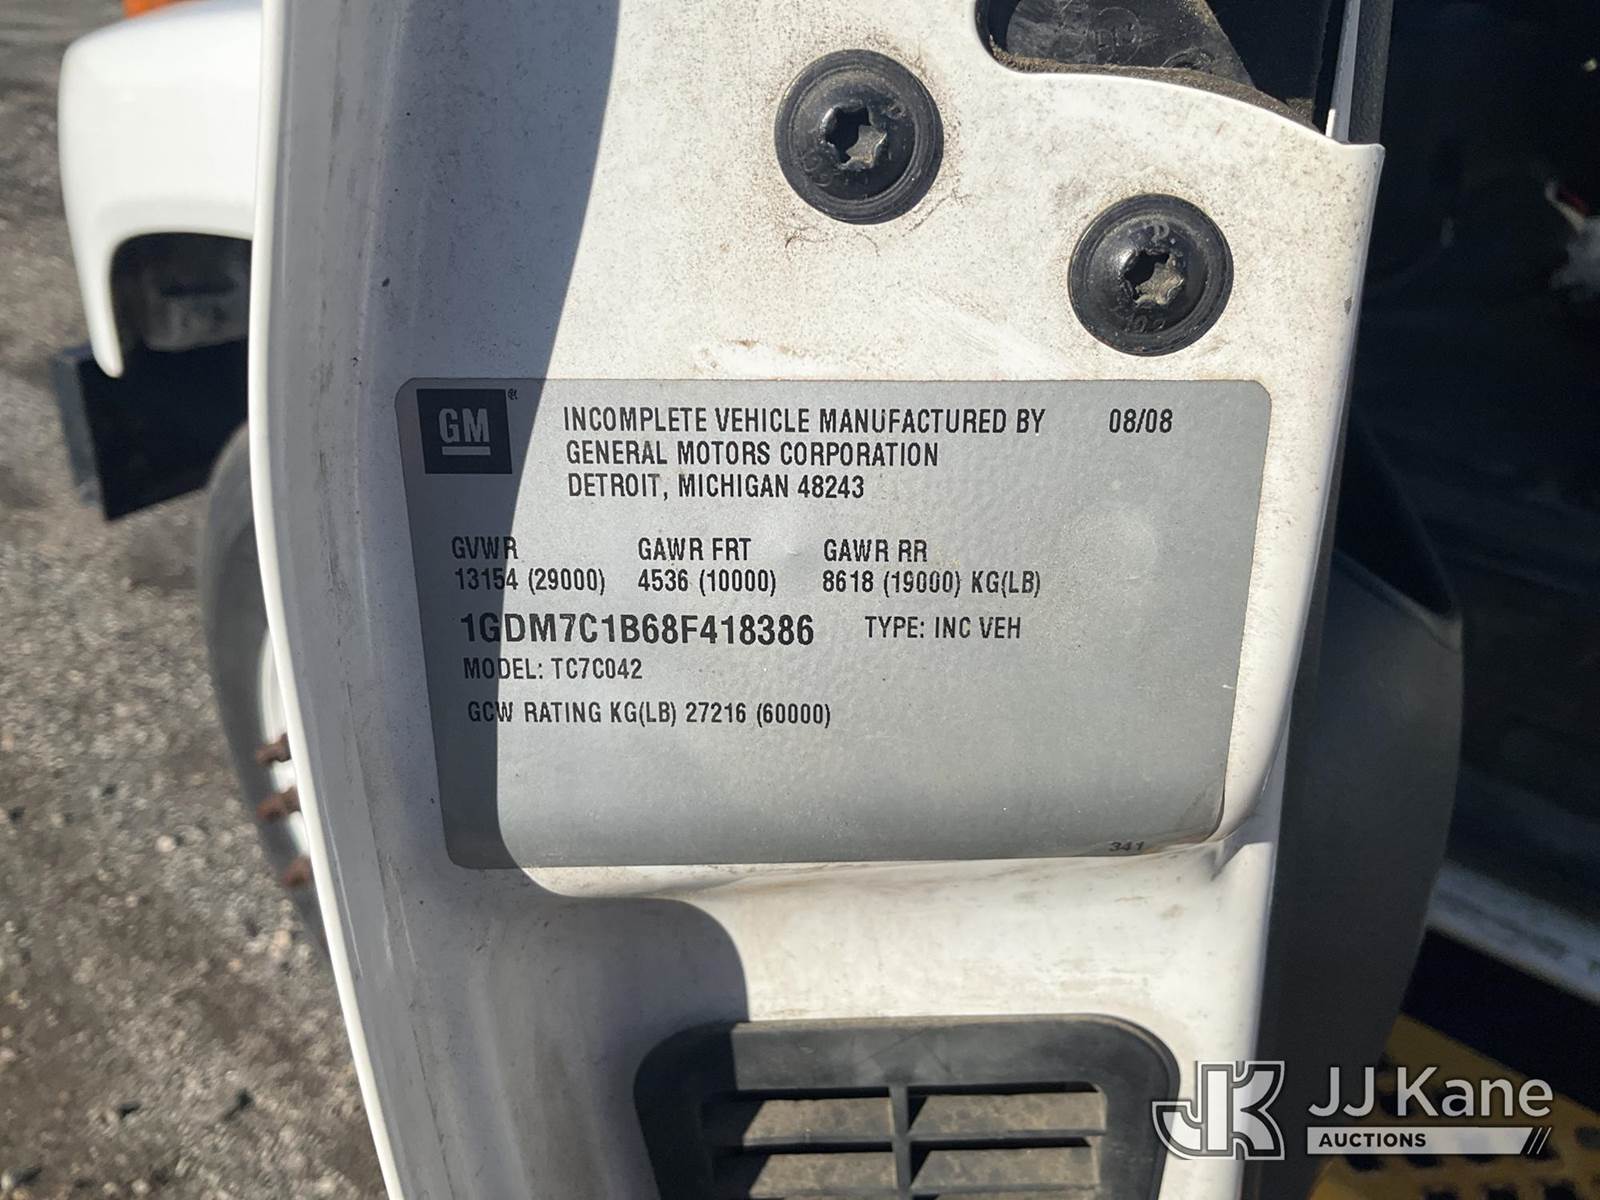 GM
INCOMPLETE VEHICLE MANUFACTURED BY 08/08
GENERAL MOTORS CORPORATION
DETROIT, MICHIGAN 48243
GVWR GAWR FRT GAWR RR
13154 (29000) 4536 (10000) 8618 (19000) KG(LB)
1GDM7C1B68F418386 TYPE: INC VEH
MODEL: TC7C042
GCW RATING KG(LB) 27216 (60000)
341
JJ Kane
AUCTIONS